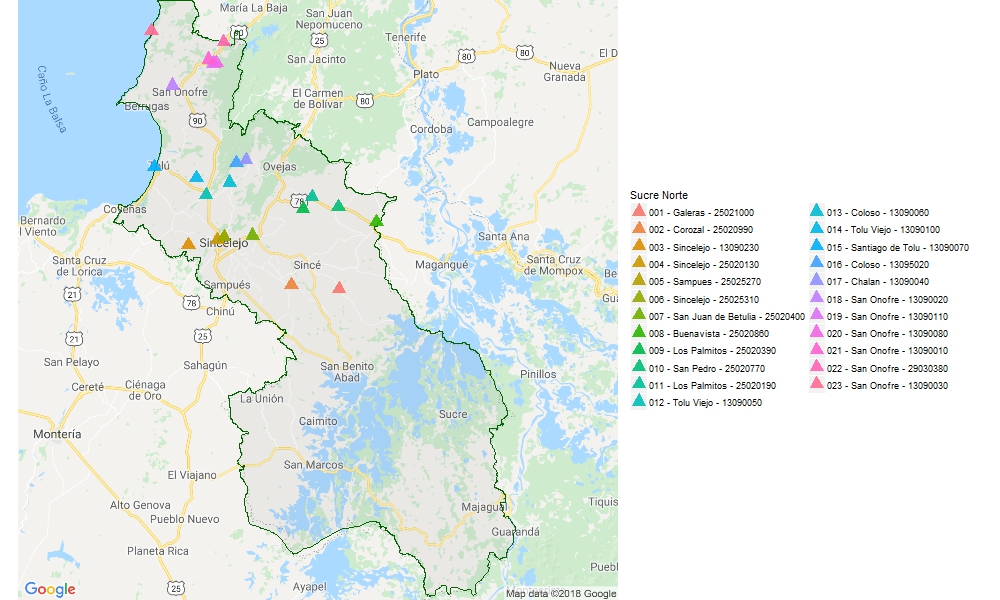 María La Baja
San Juan
Nepomuceno
Tenerife
90
25
80
80
San Jacinto
El D
Plato
Nueva
Granada
Caño La Balsa
San Onofre
Berrugas
El Carmen
de Bolívar
80
90
Cordoba
Campoalegre
Tolú
Ovejas
Coveñas
78
Bernardo
l Viento
Sincelejo
Santa Ana
Santa Cruz
de Lorica
Sincé
Magangué
Santa Cruz
de Mompox
Be
21
Sampués
78
Chinú
Gua
21
25
San Pelayo
Sahagún
San Benito
Abad
Pinillos
Cereté
Ciénaga
de Oro
La Unión
Sucre
Caimito
Montería
San Marcos
El Viajano
Alto Genova
Pueblo Nuevo
Majagual
Tiquis
Guarandá
Planeta Rica
25
Ayapel
Puebl
Google
Map data ©2018 Google
Sucre Norte
001 - Galeras - 25021000
002 - Corozal - 25020990
003 - Sincelejo - 13090230
004 - Sincelejo - 25020130
005 - Sampues - 25025270
006 - Sincelejo - 25025310
007 - San Juan de Betulia - 25020400
008 - Buenavista - 25020860
009 - Los Palmitos - 25020390
010 - San Pedro - 25020770
011 - Los Palmitos - 25020190
012 - Tolu Viejo - 13090050
013 - Coloso - 13090060
014 - Tolu Viejo - 13090100
015 - Santiago de Tolu - 13090070
016 - Coloso - 13095020
017 - Chalan - 13090040
018 - San Onofre - 13090020
019 - San Onofre - 13090110
020 - San Onofre - 13090080
021 - San Onofre - 13090010
022 - San Onofre - 29030380
023 - San Onofre - 13090030